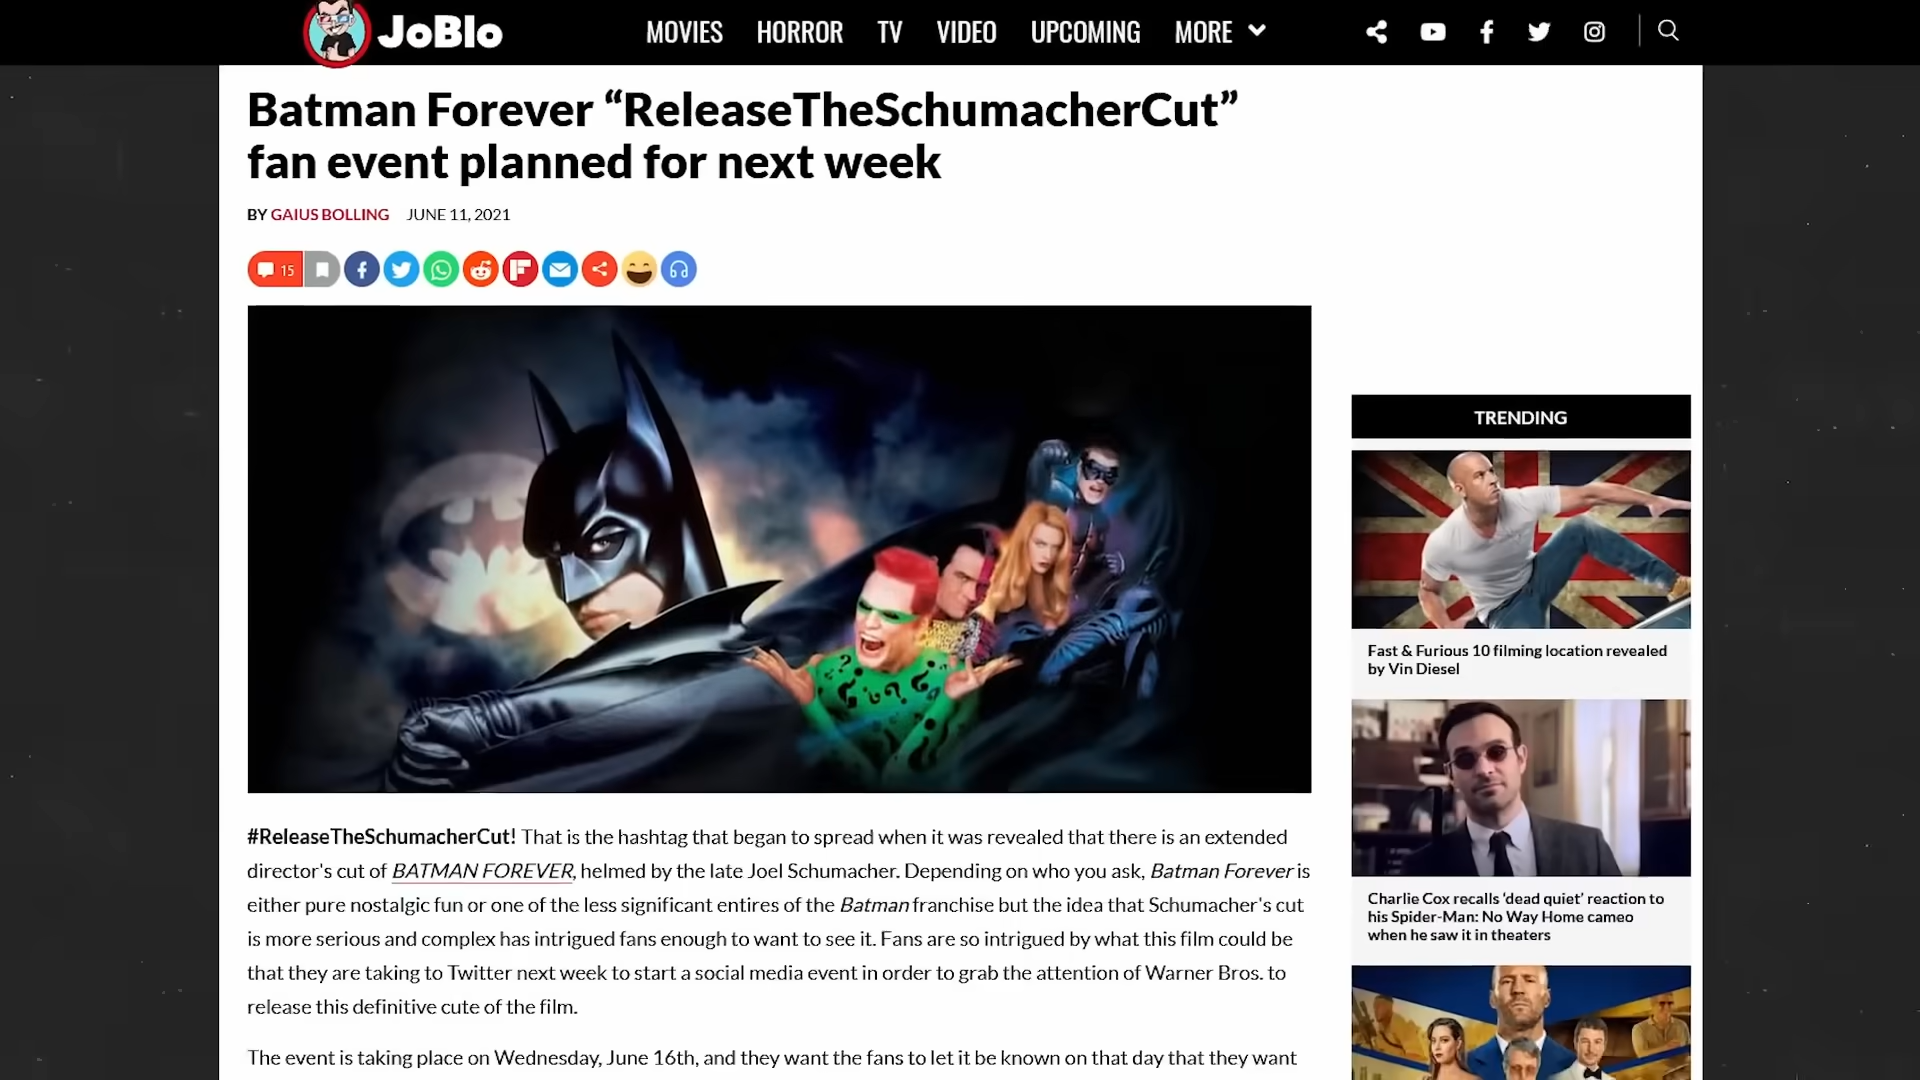 JoBlo
MOVIES HORROR TV VIDEO UPCOMING MORE
Batman Forever “ReleaseTheSchumacherCut”
fan event planned for next week
BY GAIUS BOLLING JUNE 11, 2021
15
#ReleaseTheSchumacherCut! That is the hashtag that began to spread when it was revealed that there is an extended
director's cut of BATMAN FOREVER, helmed by the late Joel Schumacher. Depending on who you ask, Batman Forever is
either pure nostalgic fun or one of the less significant entires of the Batman franchise but the idea that Schumacher's cut
is more serious and complex has intrigued fans enough to want to see it. Fans are so intrigued by what this film could be
that they are taking to Twitter next week to start a social media event in order to grab the attention of Warner Bros. to
release this definitive cute of the film.
The event is taking place on Wednesday, June 16th, and they want the fans to let it be known on that day that they want
TRENDING
Fast & Furious 10 filming location revealed
by Vin Diesel
Charlie Cox recalls ‘dead quiet’ reaction to
his Spider-Man: No Way Home cameo
when he saw it in theaters